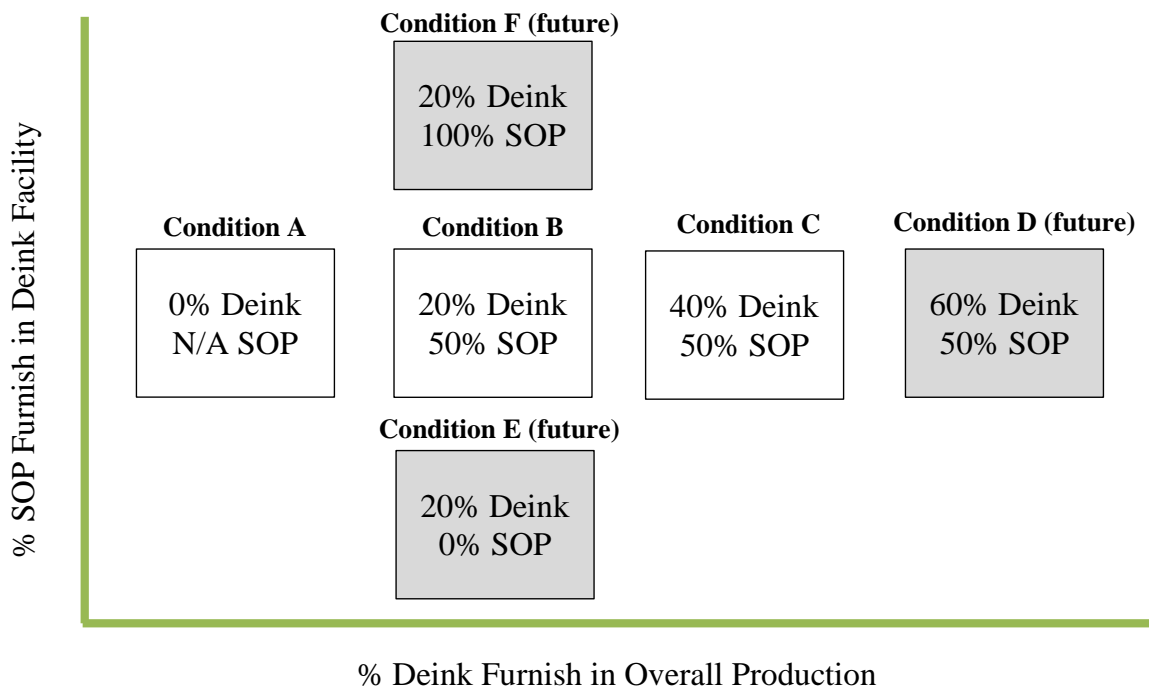 Condition F (future)
20% Deink
100% SOP
% SOP Furnish in Deink Facility
Condition A
0% Deink
N/A SOP
Condition B
20% Deink
50% SOP
Condition C
40% Deink
50% SOP
Condition D (future)
60% Deink
50% SOP
Condition E (future)
20% Deink
0% SOP
% Deink Furnish in Overall Production